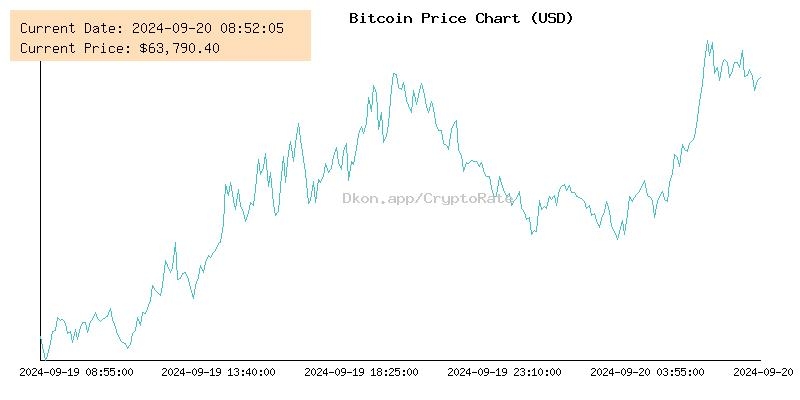 Bitcoin Price Chart (USD)
Current Date: 2024-09-20 08:52:05
Current Price: $63,790.40
Dkon.app/CryptoRate
2024-09-19 08:55:00 2024-09-19 13:40:00 2024-09-19 18:25:00 2024-09-19 23:10:00 2024-09-20 03:55:00 2024-09-20